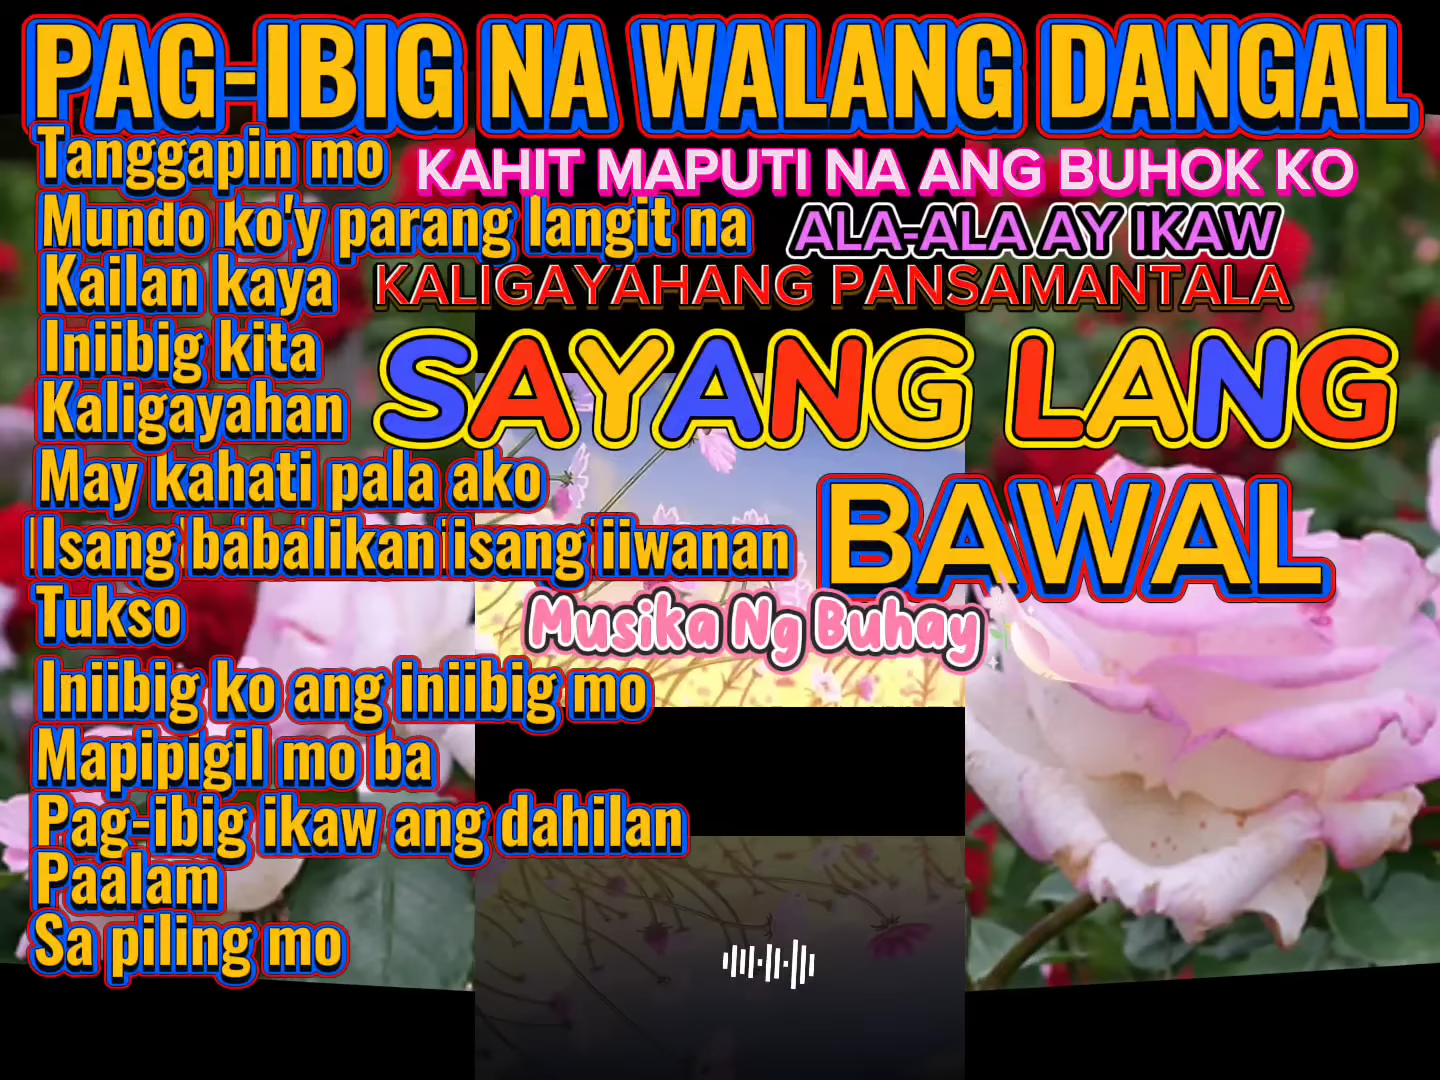 PAG-IBIG NA WALANG DANGAL
Tanggapin mo
KAHIT MAPUTI NA ANG BUHOK KO
Mundo ko'y parang langit na
ALA-ALA AY IKAW
Kailan kaya
KALIGAYAHANG PANSAMANTALA
Iniibig kita
SAYANG LANG
Kaligayahan
May kahati pala ako
BAWAL
Isang babalikan isang iiwanan
Tukso
Musika Ng Buhay
Iniibig ko ang iniibig mo
Mapipigil mo ba
Pag-ibig ikaw ang dahilan
Paalam
Sa piling mo